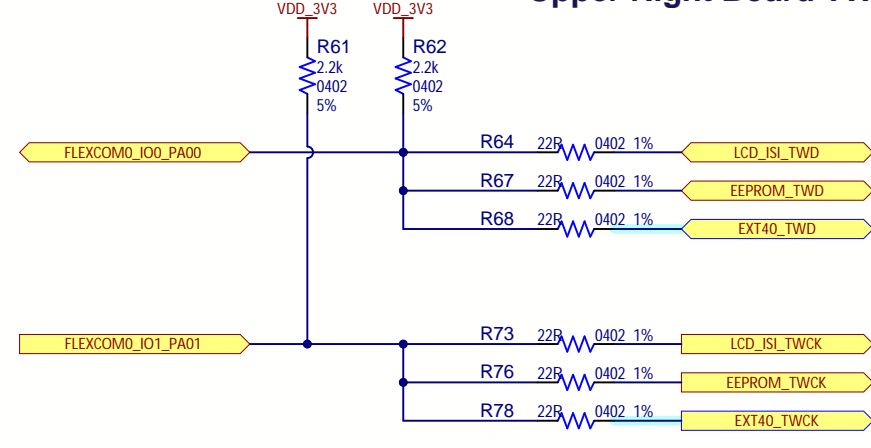 VDD_3V3 VDD_3V3
R61 R62
2.2k 2.2k
0402 0402
5% 5%
FLEXCOM0_IO0_PA00 R64 22R 0402 1% LCD_ISI_TWD
R67 22R 0402 1% EEPROM_TWD
R68 22R 0402 1% EXT40_TWD
FLEXCOM0_IO1_PA01 R73 22R 0402 1% LCD_ISI_TWCK
R76 22R 0402 1% EEPROM_TWCK
R78 22R 0402 1% EXT40_TWCK